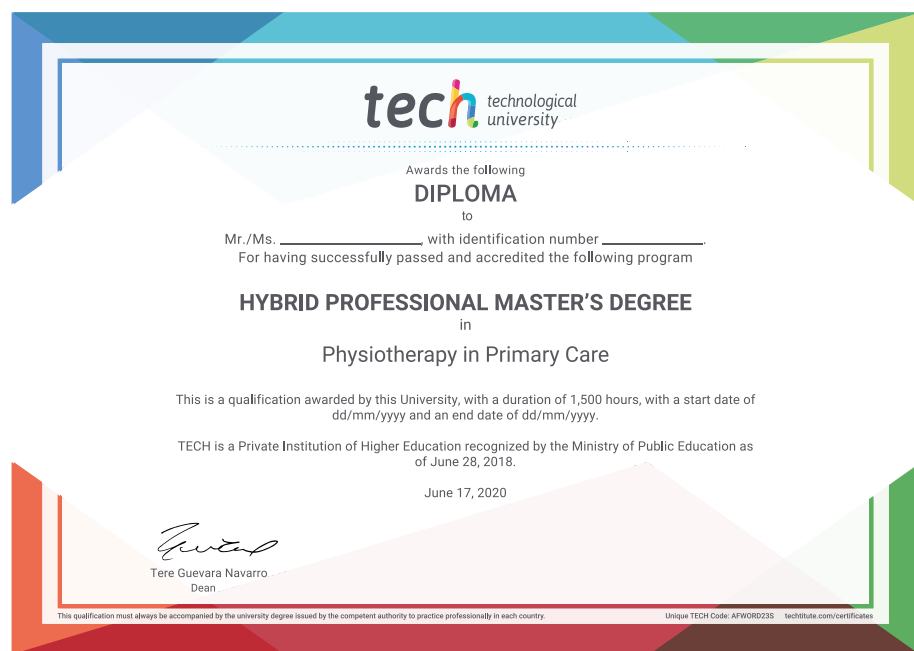 tech technological
university
Awards the following
DIPLOMA
to
Mr./Ms. ____________________, with identification number ______________.
For having successfully passed and accredited the following program
HYBRID PROFESSIONAL MASTER'S DEGREE
in
Physiotherapy in Primary Care
This is a qualification awarded by this University, with a duration of 1,500 hours, with a start date of
dd/mm/yyyy and an end date of dd/mm/yyyy.
TECH is a Private Institution of Higher Education recognized by the Ministry of Public Education as
of June 28, 2018.
June 17, 2020
Tere Guevara Navarro
Dean
This qualification must always be accompanied by the university degree issued by the competent authority to practice professionally in each country.
Unique TECH Code: AFWORD23S techtitute.com/certificates